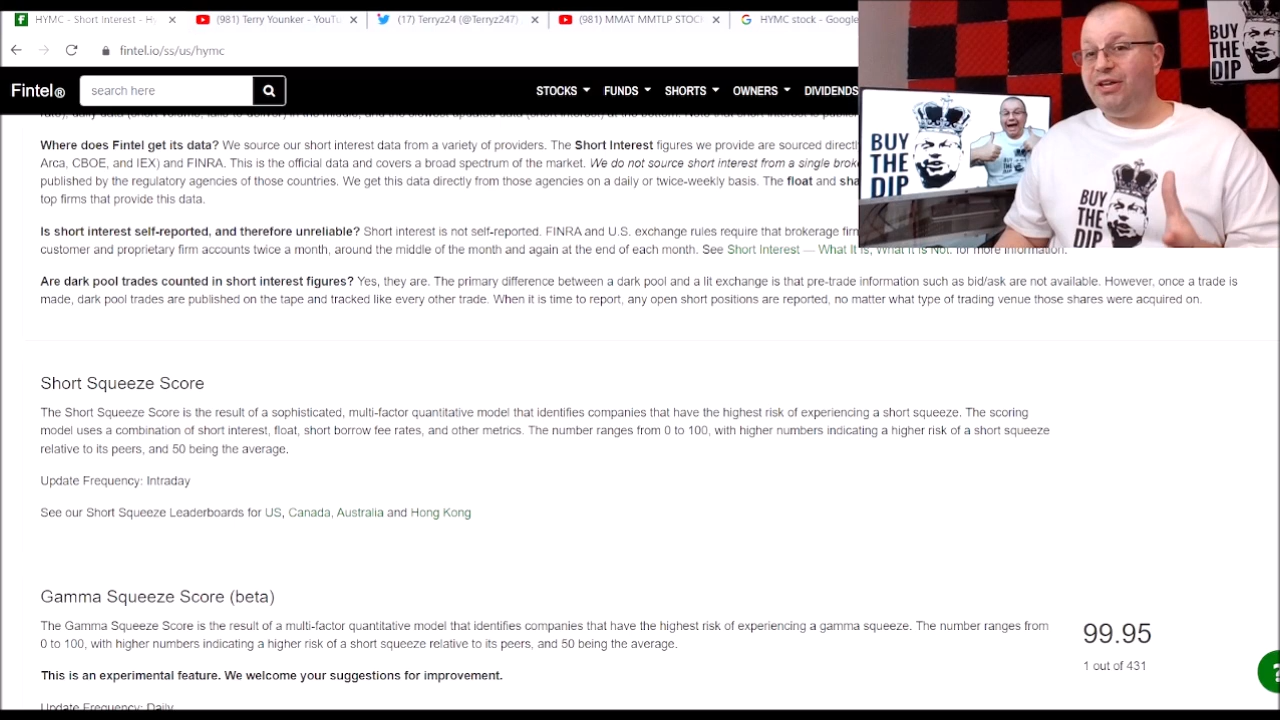 HYMC - Short Interest - Hy
(981) Terry Younker - YouTu
(17) Terryz24 (@Terryz247)
(981) MMAT MMTLP STOCK
HYMC stock - Google
fintel.io/ss/us/hymc
Fintel®
search here
STOCKS
FUNDS
SHORTS
OWNERS
DIVIDENDS
BUY
THE
DIP
BUY
THE
DIP
BUY
THE
DIP
Where does Fintel get its data? We source our short interest data from a variety of providers. The Short Interest figures we provide are sourced directl
Arca, CBOE, and IEX) and FINRA. This is the official data and covers a broad spectrum of the market. We do not source short interest from a single broke
published by the regulatory agencies of those countries. We get this data directly from those agencies on a daily or twice-weekly basis. The float and sha
top firms that provide this data.
Is short interest self-reported, and therefore unreliable? Short interest is not self-reported. FINRA and U.S. exchange rules require that brokerage firm
customer and proprietary firm accounts twice a month, around the middle of the month and again at the end of each month. See Short Interest — What It Is, What It Is Not. for more information.
Are dark pool trades counted in short interest figures? Yes, they are. The primary difference between a dark pool and a lit exchange is that pre-trade information such as bid/ask are not available. However, once a trade is
made, dark pool trades are published on the tape and tracked like every other trade. When it is time to report, any open short positions are reported, no matter what type of trading venue those shares were acquired on.
Short Squeeze Score
The Short Squeeze Score is the result of a sophisticated, multi-factor quantitative model that identifies companies that have the highest risk of experiencing a short squeeze. The scoring
model uses a combination of short interest, float, short borrow fee rates, and other metrics. The number ranges from 0 to 100, with higher numbers indicating a higher risk of a short squeeze
relative to its peers, and 50 being the average.
Update Frequency: Intraday
See our Short Squeeze Leaderboards for US, Canada, Australia and Hong Kong
Gamma Squeeze Score (beta)
The Gamma Squeeze Score is the result of a multi-factor quantitative model that identifies companies that have the highest risk of experiencing a gamma squeeze. The number ranges from
0 to 100, with higher numbers indicating a higher risk of a short squeeze relative to its peers, and 50 being the average.
99.95
1 out of 431
This is an experimental feature. We welcome your suggestions for improvement.
Update Frequency: Daily
?